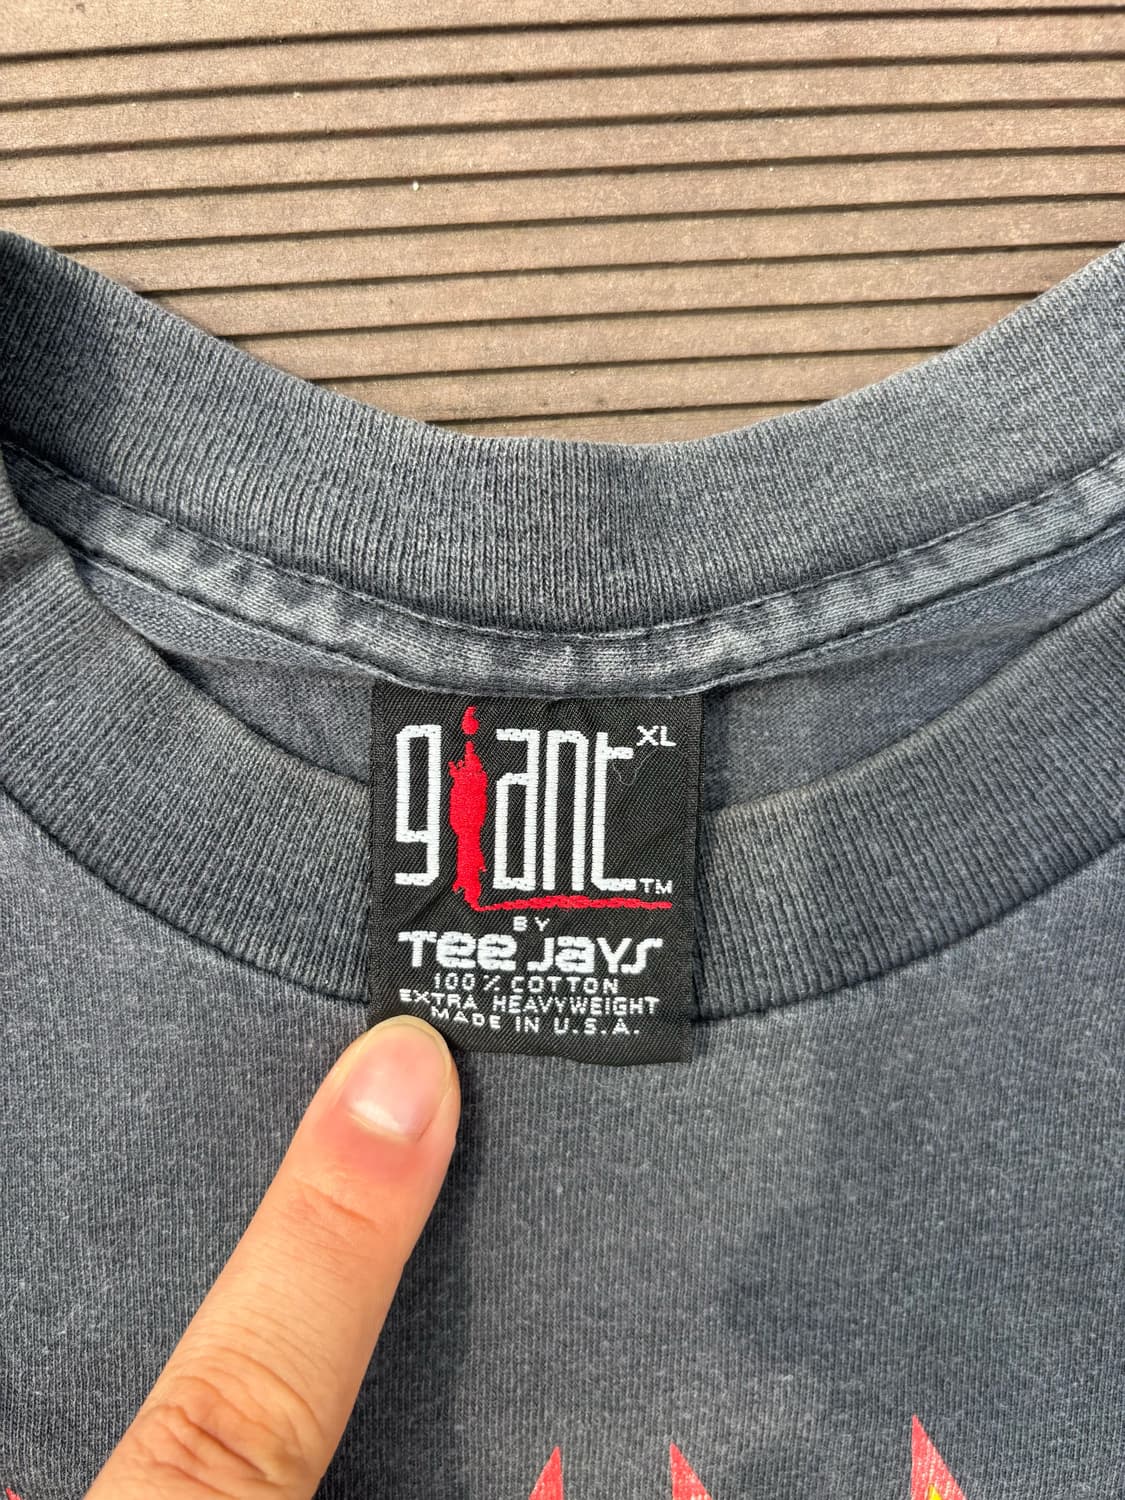 giant XL
TM
BY
Tee Jays
100% COTTON
EXTRA HEAVYWEIGHT
MADE IN U.S.A.